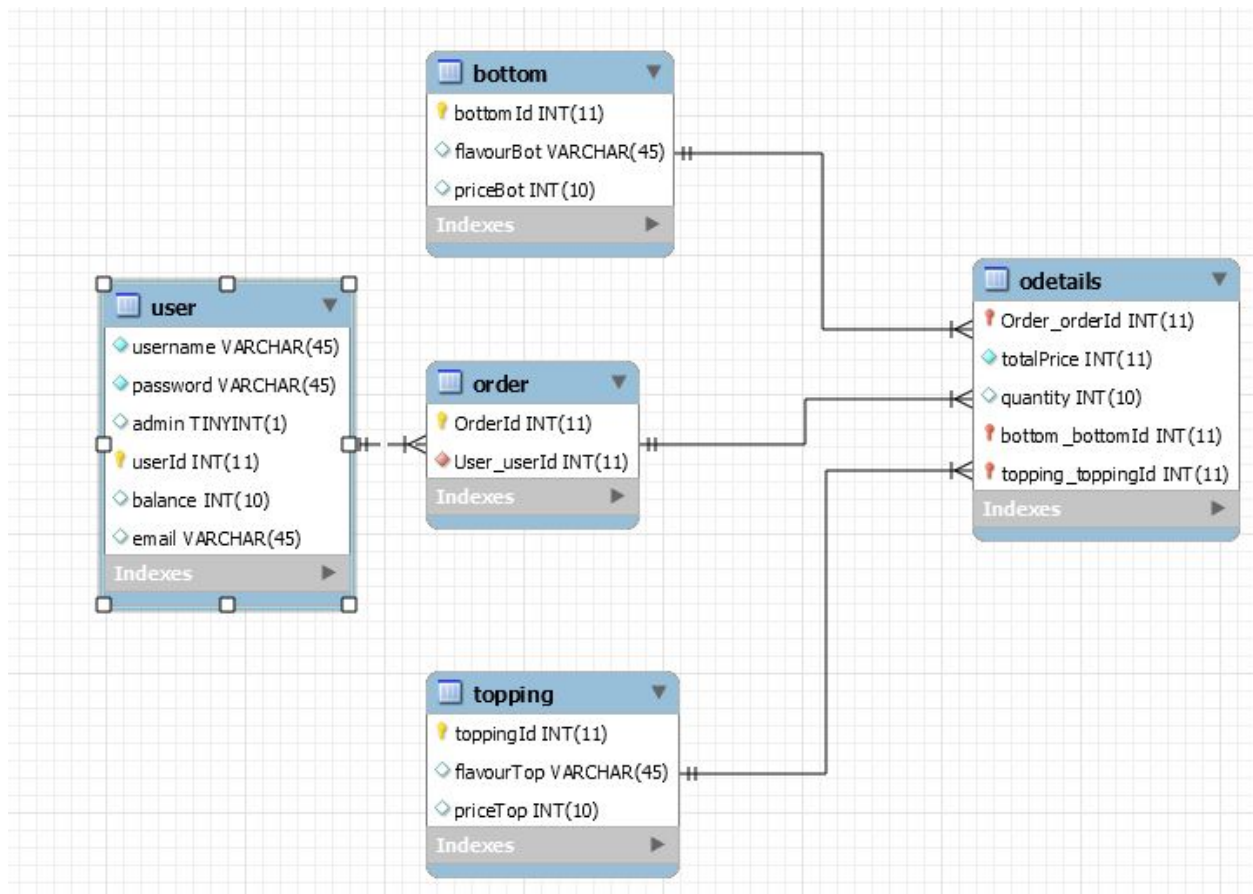 bottom
bottomId INT(11)
flavourBot VARCHAR(45)
priceBot INT(10)
Indexes
user
username VARCHAR(45)
password VARCHAR(45)
admin TINYINT(1)
userId INT(11)
balance INT(10)
email VARCHAR(45)
Indexes
order
OrderId INT(11)
User_userId INT(11)
Indexes
topping
toppingId INT(11)
flavourTop VARCHAR(45)
priceTop INT(10)
Indexes
odetails
Order_orderId INT(11)
totalPrice INT(11)
quantity INT(10)
bottom_bottomId INT(11)
topping_toppingId INT(11)
Indexes